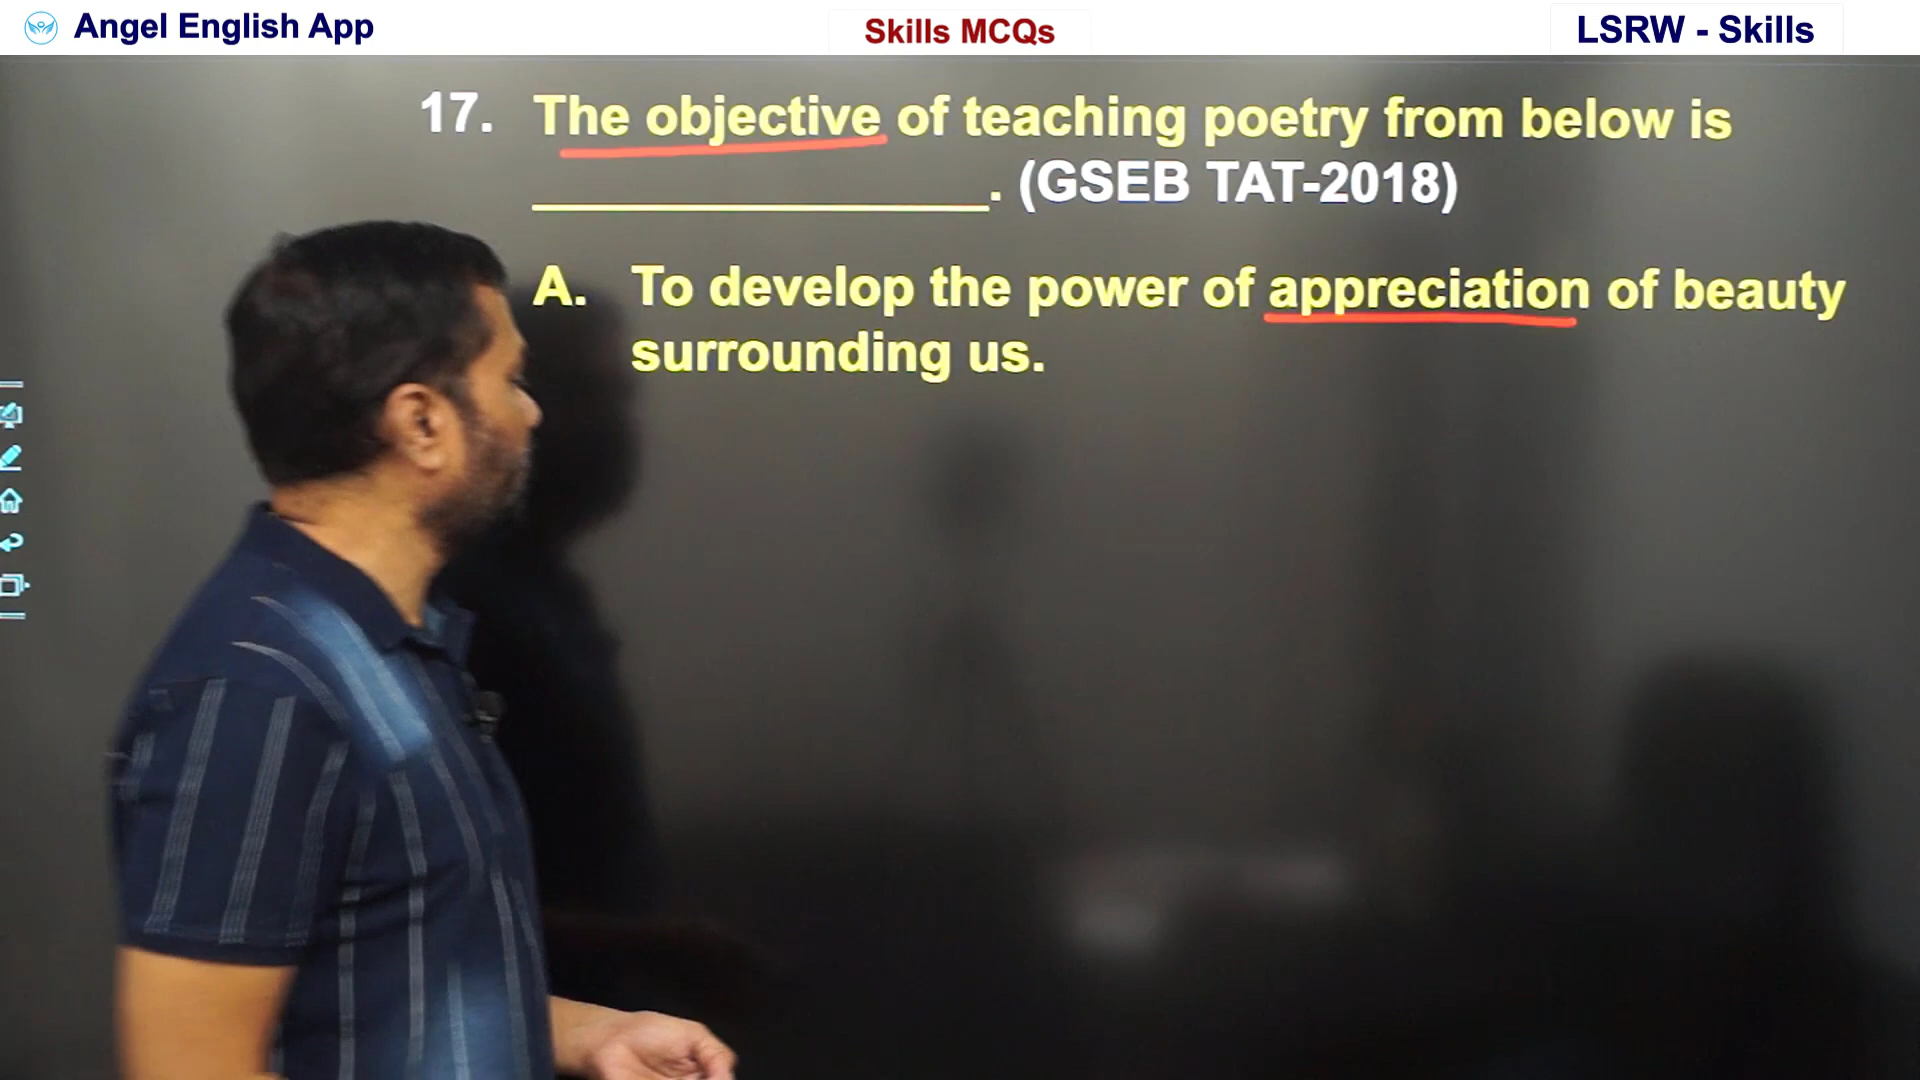 Angel English App
Skills MCQs
LSRW - Skills
17. The objective of teaching poetry from below is
____________. (GSEB TAT-2018)
A. To develop the power of appreciation of beauty
surrounding us.